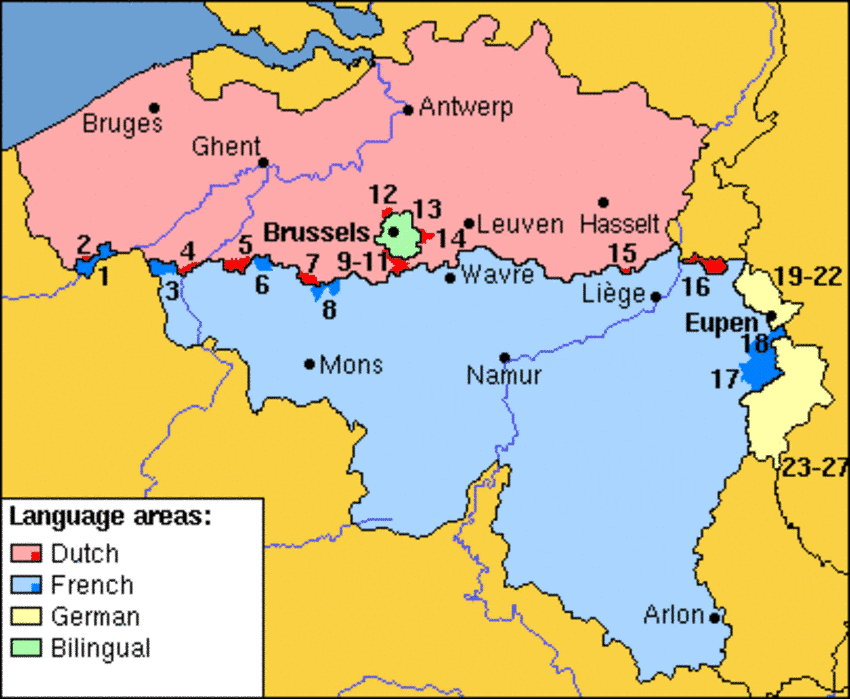 Antwerp
Bruges
Ghent
12
13
Brussels
Leuven
Hasselt
14
2
1
4
3
5
6
7
8
9-11
Wavre
15
Liège
16
19-22
Eupen
18
17
Mons
Namur
23-27
Arlon
Language areas:
Dutch
French
German
Bilingual